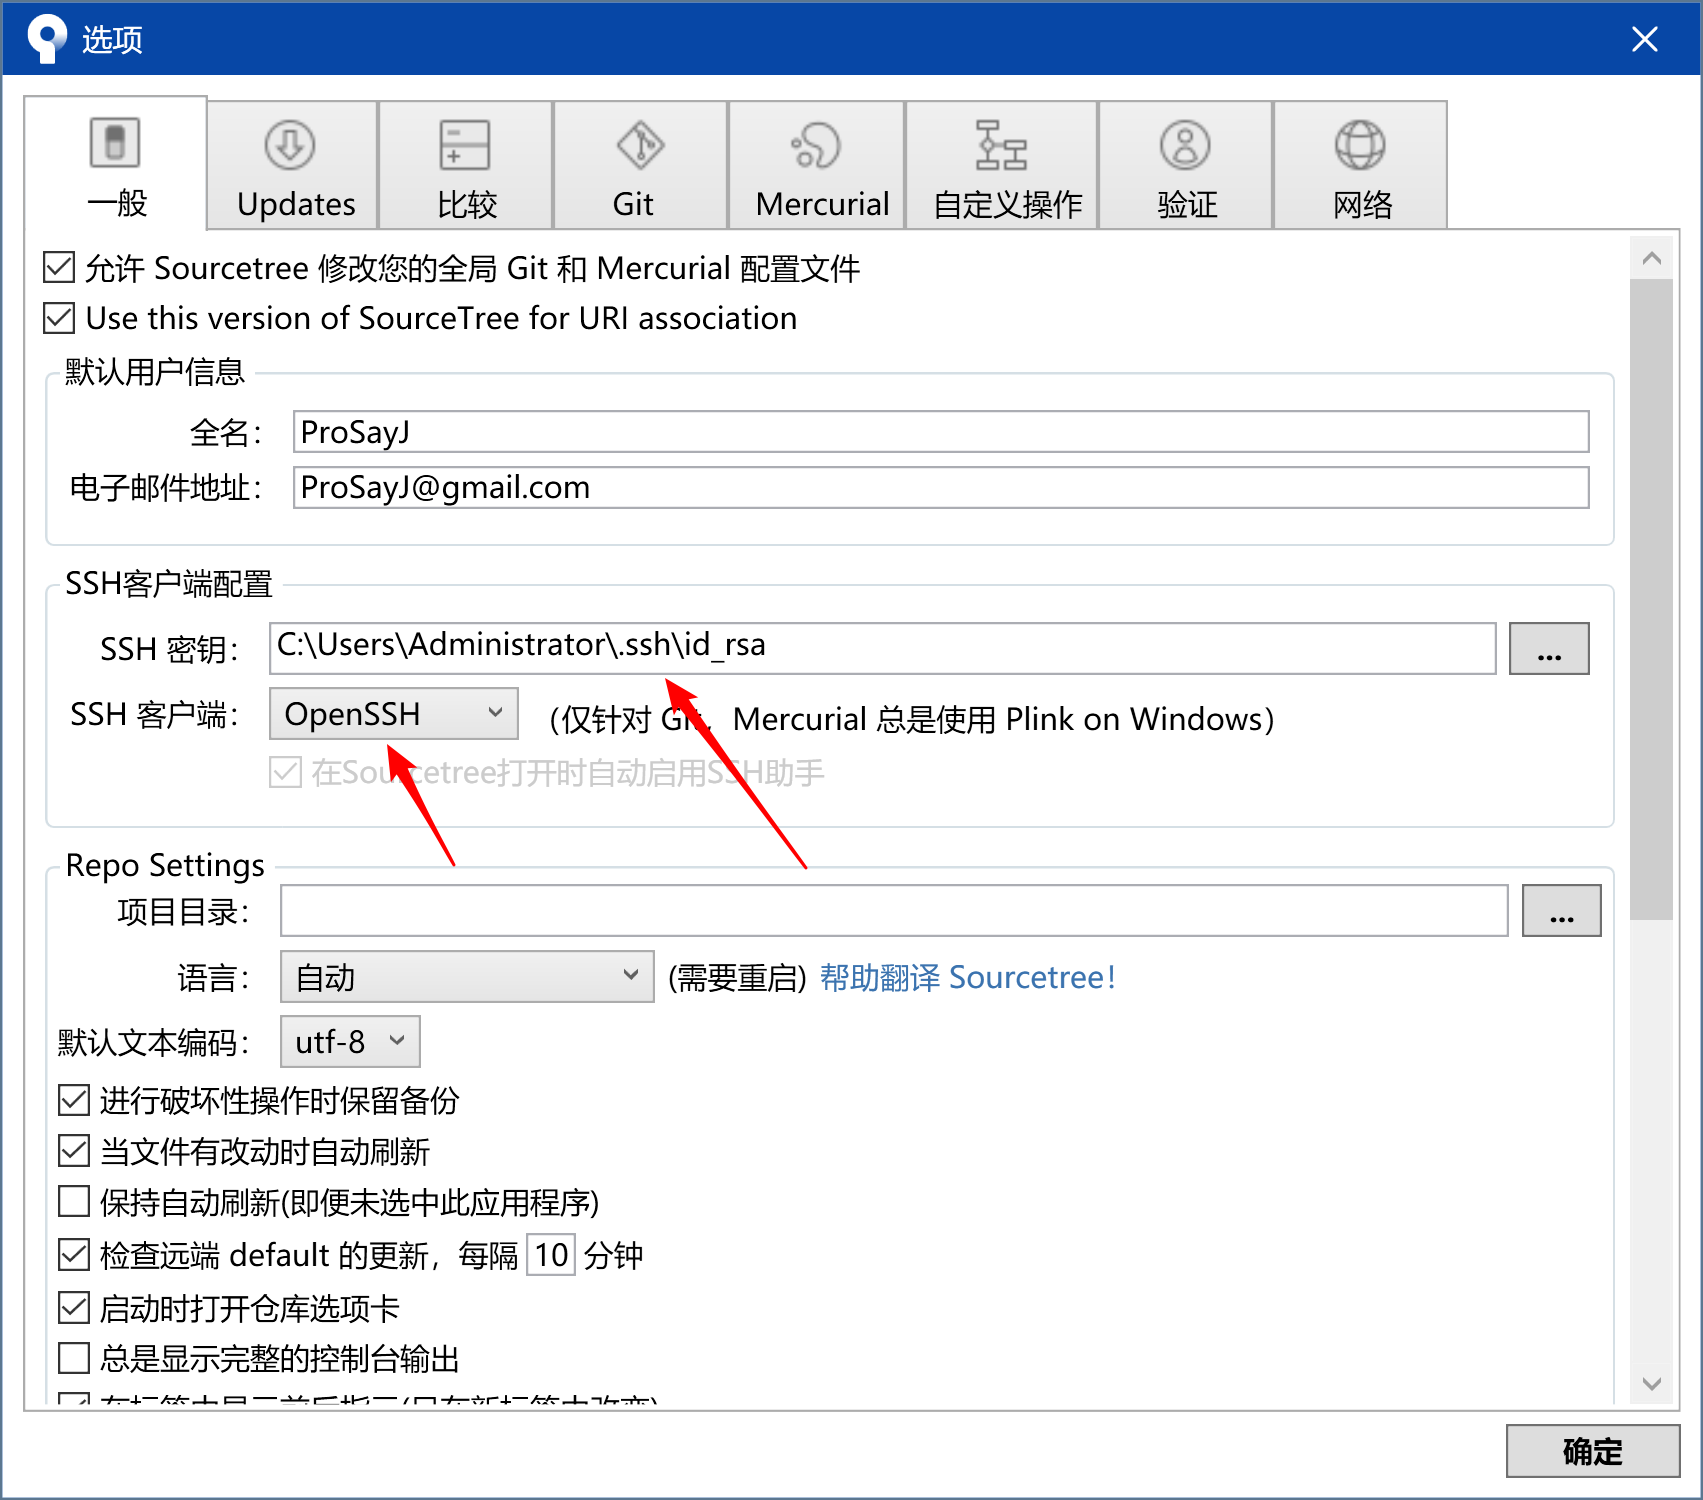 选项
一般 Updates 比较 Git Mercurial 自定义操作 验证 网络
允许 Sourcetree 修改您的全局 Git 和 Mercurial 配置文件
Use this version of SourceTree for URI association
默认用户信息
全名： ProSayJ
电子邮件地址： ProSayJ@gmail.com
SSH客户端配置
SSH 密钥： C:\Users\Administrator\.ssh\id_rsa ...
SSH 客户端： OpenSSH （仅针对 Git， Mercurial 总是使用 Plink on Windows）
在Sourcetree打开时自动启用SSH助手
Repo Settings
项目目录： ...
语言： 自动 (需要重启) 帮助翻译 Sourcetree！
默认文本编码： utf-8
进行破坏性操作时保留备份
当文件有改动时自动刷新
保持自动刷新(即便未选中此应用程序)
检查远端 default 的更新，每隔 10 分钟
启动时打开仓库选项卡
总是显示完整的控制台输出
确定